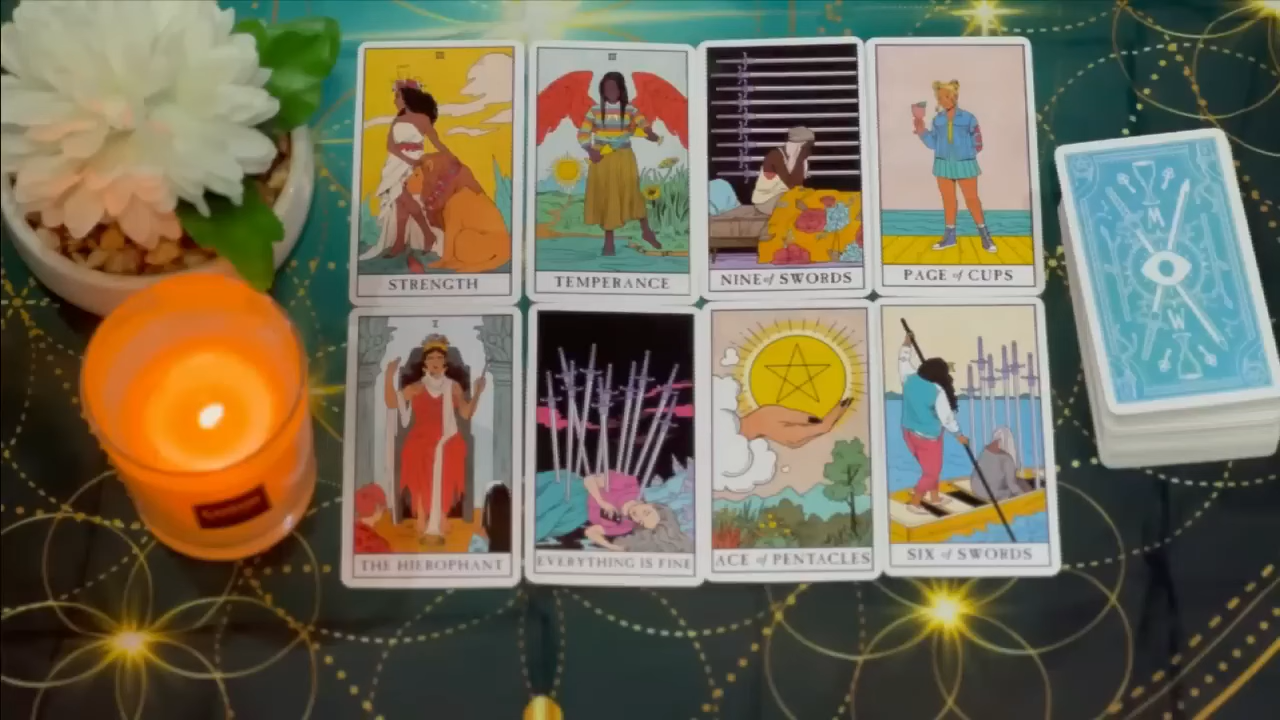 STRENGTH
TEMPERANCE
NINE of SWORDS
PAGE of CUPS
V
THE HIEROPHANT
EVERYTHING IS FINE
ACE of PENTACLES
SIX of SWORDS
M
W